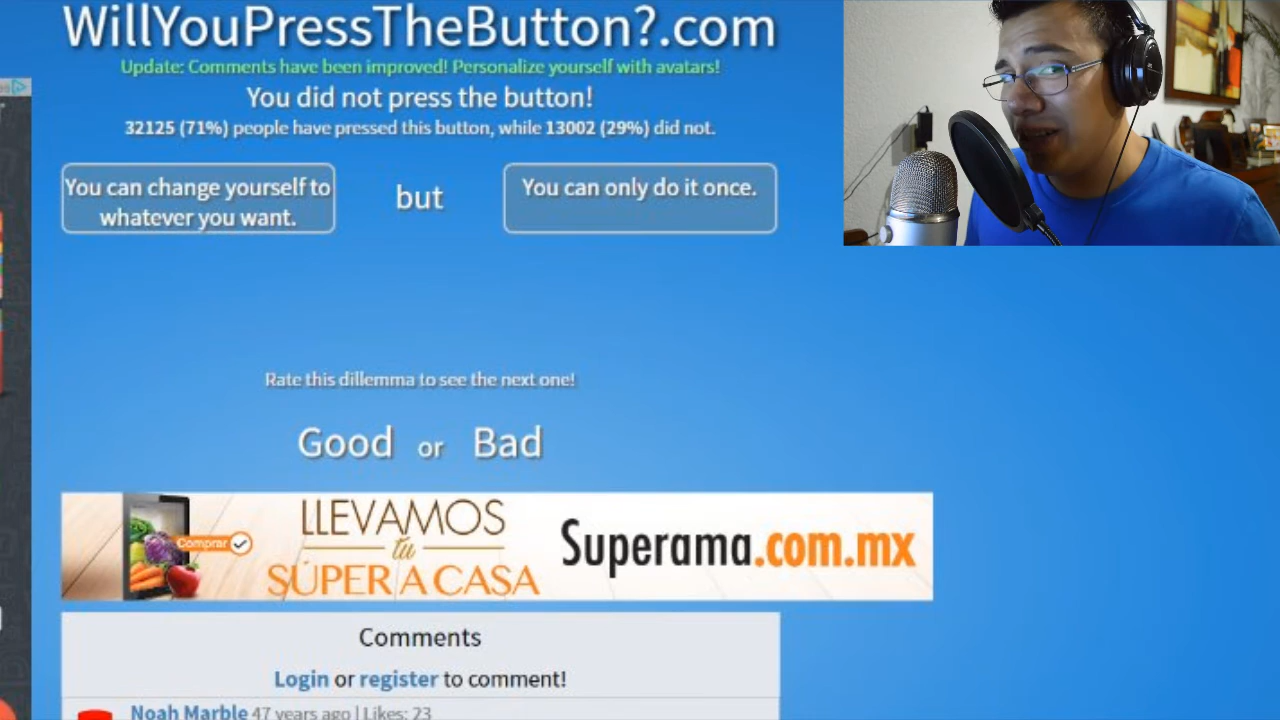 WillYouPressTheButton?.com
Update: Comments have been improved! Personalize yourself with avatars!
You did not press the button!
32125 (71%) people have pressed this button, while 13002 (29%) did not.
You can change yourself to
whatever you want.
but
You can only do it once.
Rate this dillemma to see the next one!
Good or Bad
Comprar
LLEVAMOS
tu
SÚPER A CASA
Superama.com.mx
Comments
Login or register to comment!
Noah Marble 47 years ago | Likes: 23